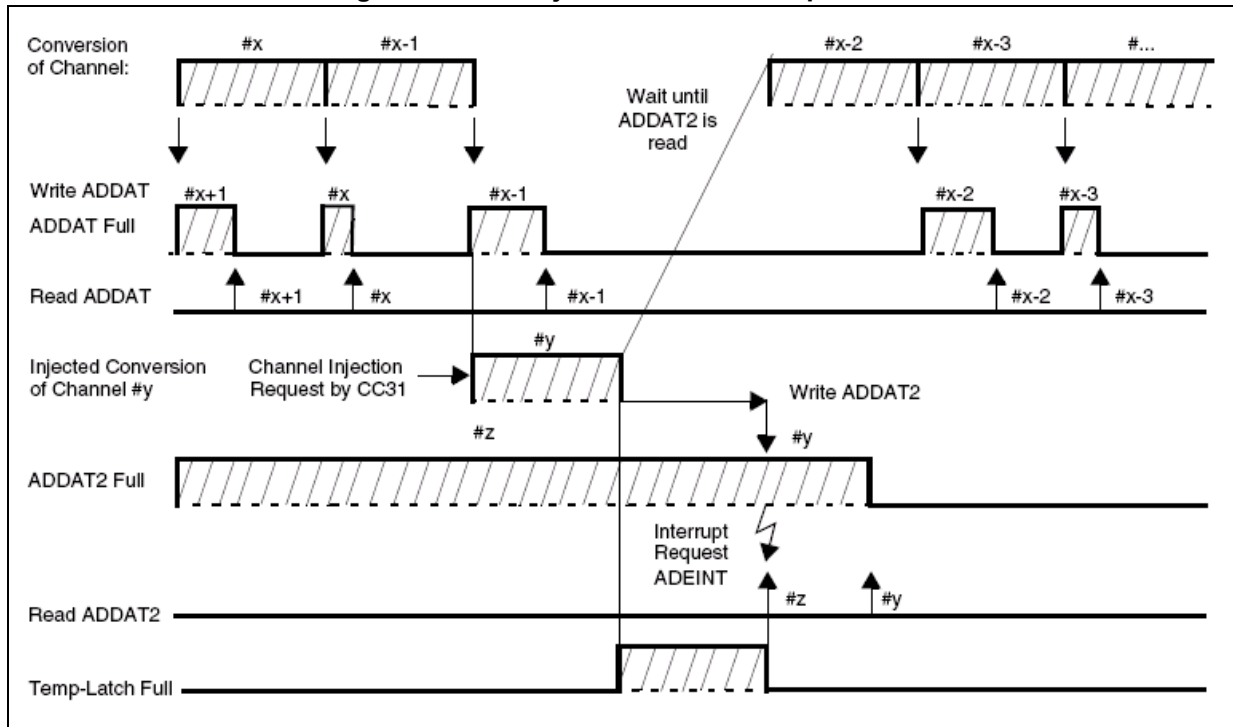 Conversion
of Channel:
#x
#x-1
#x-2
#x-3
#...
Wait until
ADDAT2 is
read
Write ADDAT
ADDAT Full
#x+1
#x
#x-1
#x-2
#x-3
Read ADDAT
#x+1
#x
#x-1
#x-2
#x-3
Injected Conversion
of Channel #y
Channel Injection
Request by CC31
#y
Write ADDAT2
#z
#y
ADDAT2 Full
Interrupt
Request
ADEINT
Read ADDAT2
#z
#y
Temp-Latch Full